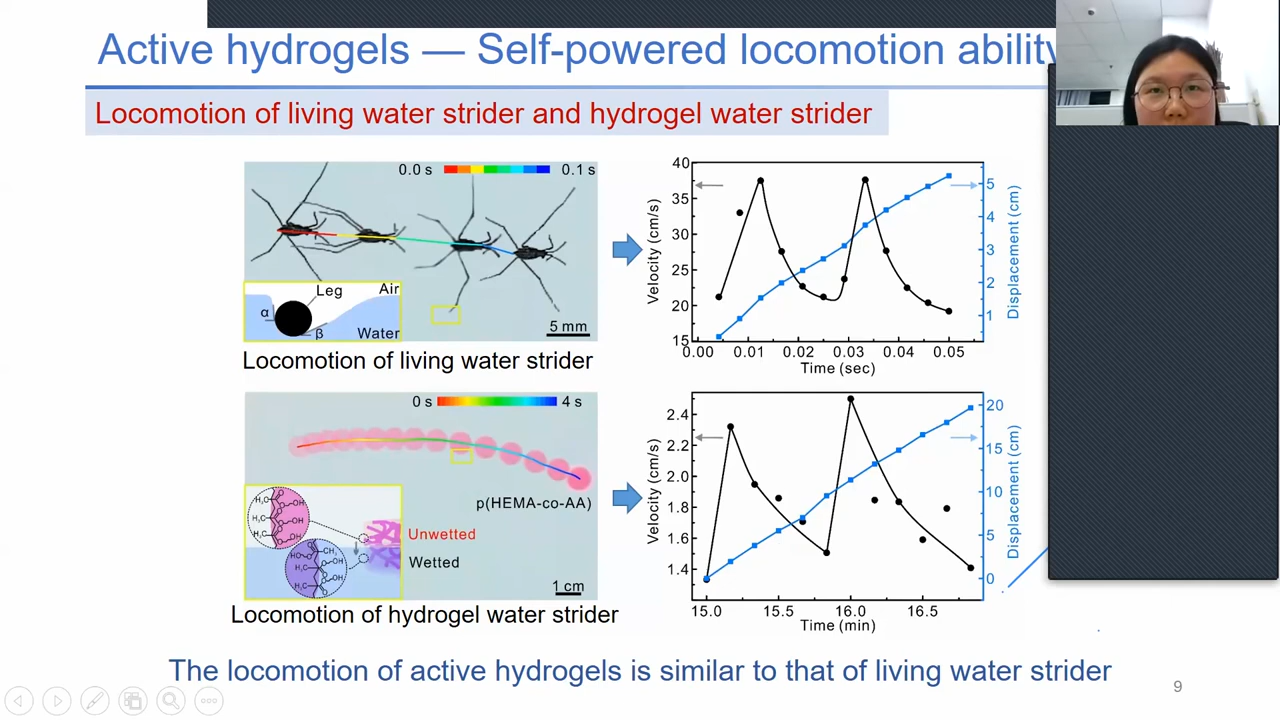 Active hydrogels — Self-powered locomotion ability
Locomotion of living water strider and hydrogel water strider
0.0 s 0.1 s
Leg
Air
α
β
Water
5 mm
Locomotion of living water strider
Velocity (cm/s)
40
35
30
25
20
15
0.00 0.01 0.02 0.03 0.04 0.05
Time (sec)
5
4
3
2
1
Displacement (cm)
0 s 4 s
p(HEMA-co-AA)
Unwetted
Wetted
1 cm
Locomotion of hydrogel water strider
Velocity (cm/s)
2.4
2.2
2.0
1.8
1.6
1.4
15.0 15.5 16.0 16.5
Time (min)
20
15
10
5
0
Displacement (cm)
The locomotion of active hydrogels is similar to that of living water strider
9